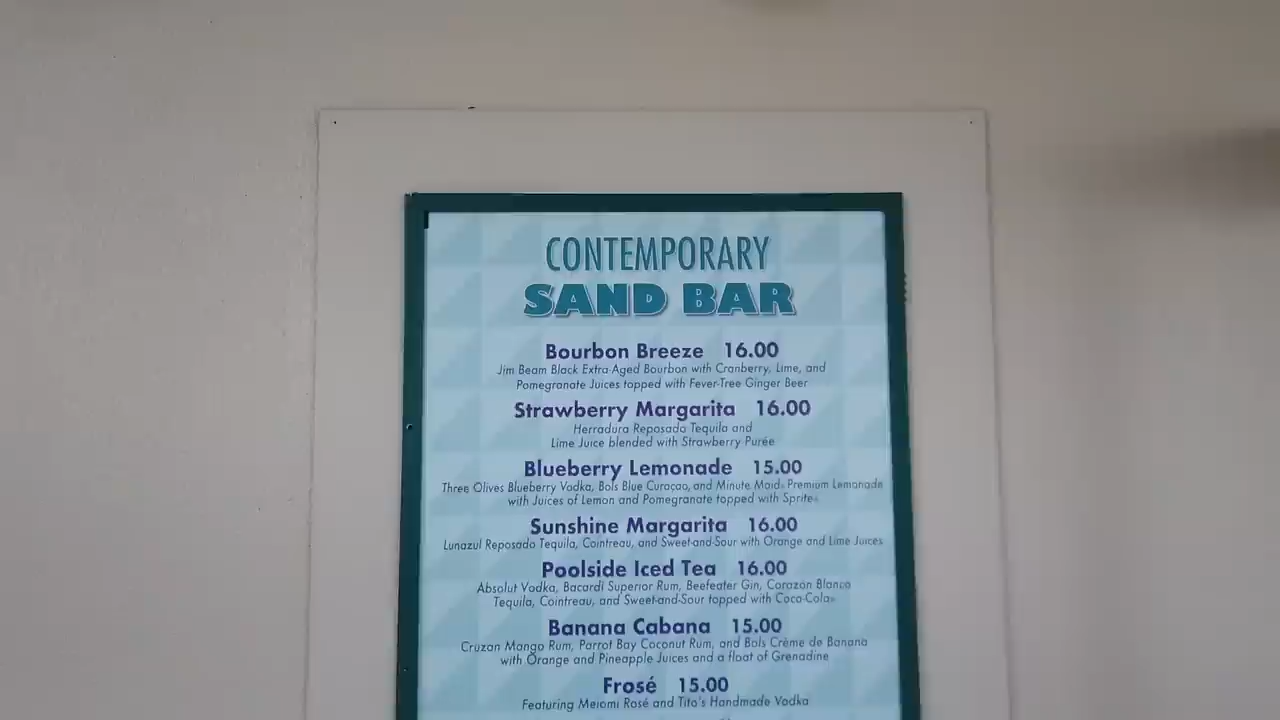 CONTEMPORARY
SAND BAR
Bourbon Breeze 16.00
Jim Beam Black Extra-Aged Bourbon with Cranberry, Lime, and
Pomegranate Juices topped with Fever-Tree Ginger Beer
Strawberry Margarita 16.00
Herradura Reposado Tequila and
Lime Juice blended with Strawberry Purée
Blueberry Lemonade 15.00
Three Olives Blueberry Vodka, Bols Blue Curaçao, and Minute Maid® Premium Lemonade
with Juices of Lemon and Pomegranate topped with Sprite®
Sunshine Margarita 16.00
Lunazul Reposado Tequila, Cointreau, and Sweet-and-Sour with Orange and Lime Juices
Poolside Iced Tea 16.00
Absolut Vodka, Bacardi Superior Rum, Beefeater Gin, Corazón Blanco
Tequila, Cointreau, and Sweet-and-Sour topped with Coca-Cola®
Banana Cabana 15.00
Cruzan Mango Rum, Parrot Bay Coconut Rum, and Bols Crème de Banana
with Orange and Pineapple Juices and a float of Grenadine
Frosé 15.00
Featuring Meiomi Rosé and Tito's Handmade Vodka